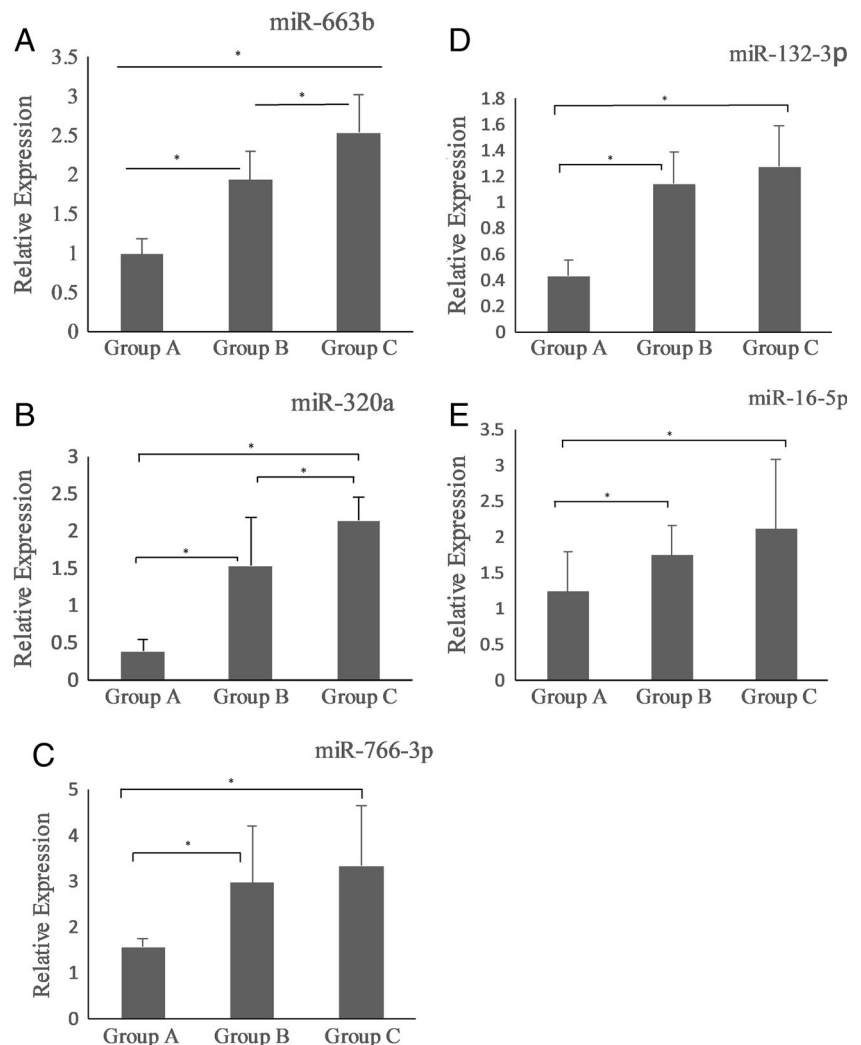 A
miR-663b
Relative Expression
3.5
3
2.5
2
1.5
1
0.5
0
*
*
*
Group A Group B Group C
B
miR-320a
Relative Expression
3
2.5
2
1.5
1
0.5
0
*
*
*
Group A Group B Group C
C
miR-766-3p
Relative Expression
5
4
3
2
1
0
*
*
Group A Group B Group C
D
miR-132-3p
Relative Expression
1.8
1.6
1.4
1.2
1
0.8
0.6
0.4
0.2
0
*
*
Group A Group B Group C
E
miR-16-5p
Relative Expression
3.5
3
2.5
2
1.5
1
0.5
0
*
*
Group A Group B Group C